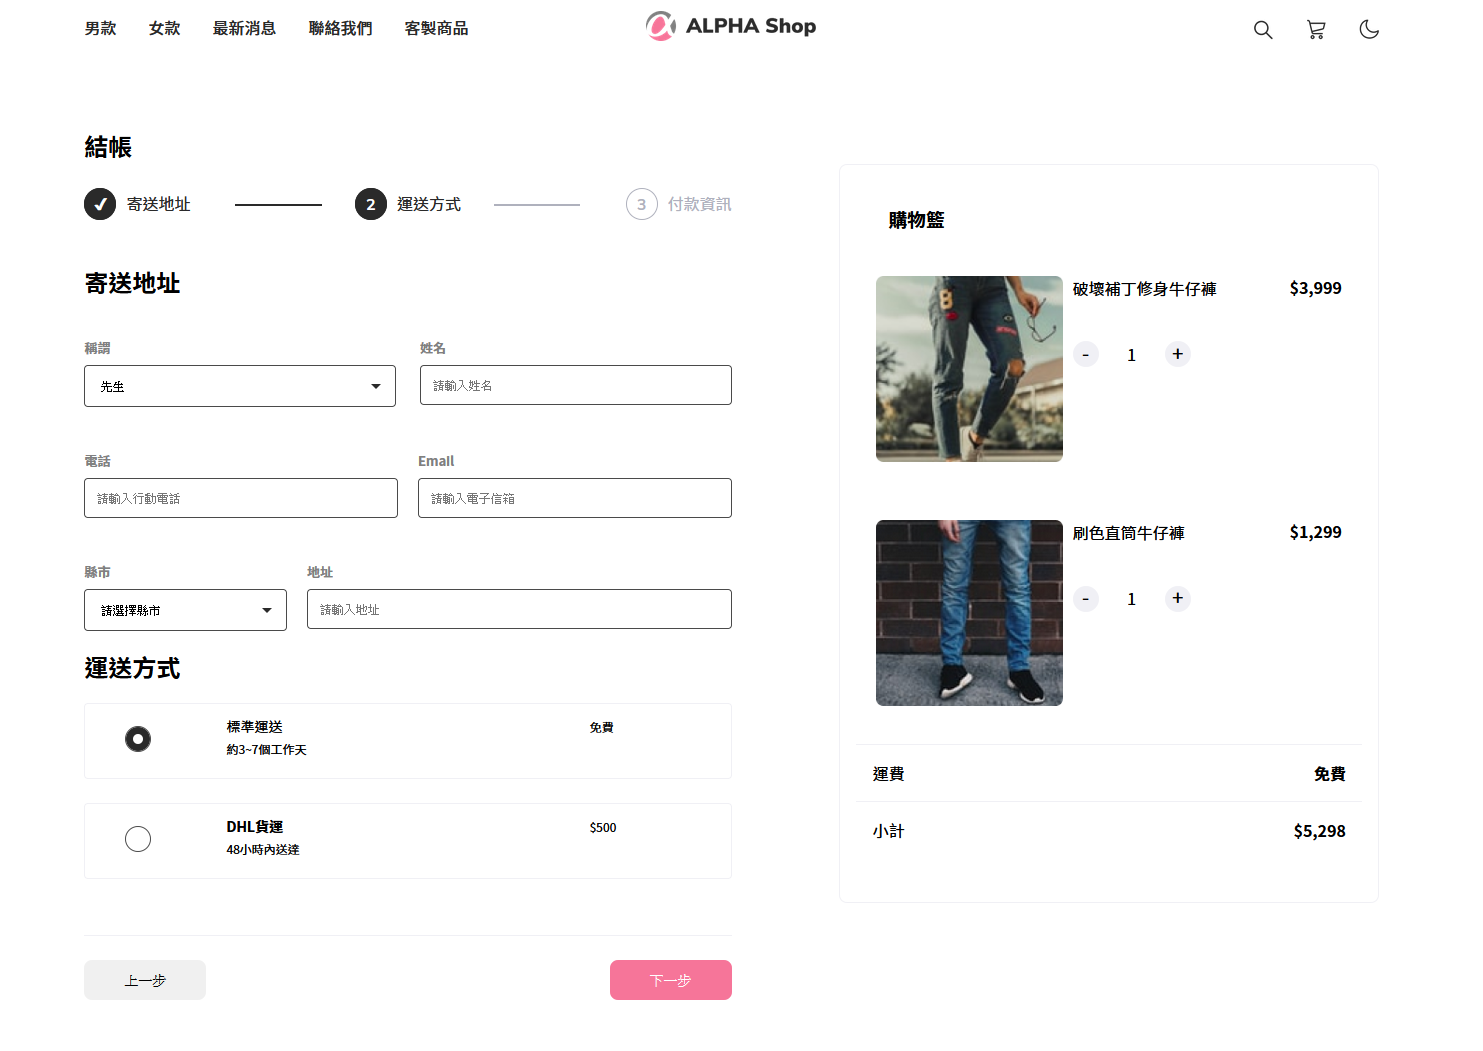 男款 女款 最新消息 聯絡我們 客製商品 ALPHA Shop
結帳
寄送地址 2 運送方式 3 付款資訊
寄送地址
稱謂 姓名
先生 請輸入姓名
電話 Email
請輸入行動電話 請輸入電子信箱
縣市 地址
請選擇縣市 請輸入地址
運送方式
標準運送 免費
約3~7個工作天
DHL貨運 $500
48小時內送達
上一步 下一步
購物籃
破壞補丁修身牛仔褲 $3,999
- 1 +
刷色直筒牛仔褲 $1,299
- 1 +
運費 免費
小計 $5,298